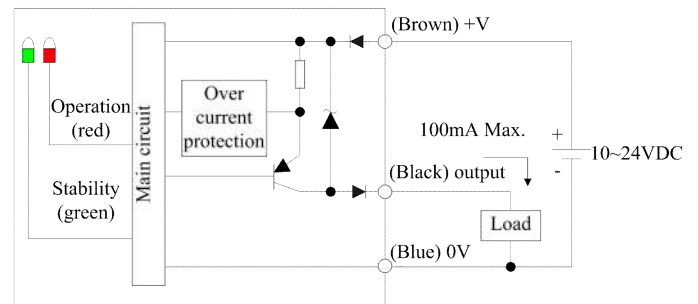 (Brown) +V
Over
current
protection
Operation
(red)
Main circuit
100mA Max.
+
10~24VDC
-
Stability
(green)
(Black) output
Load
(Blue) 0V